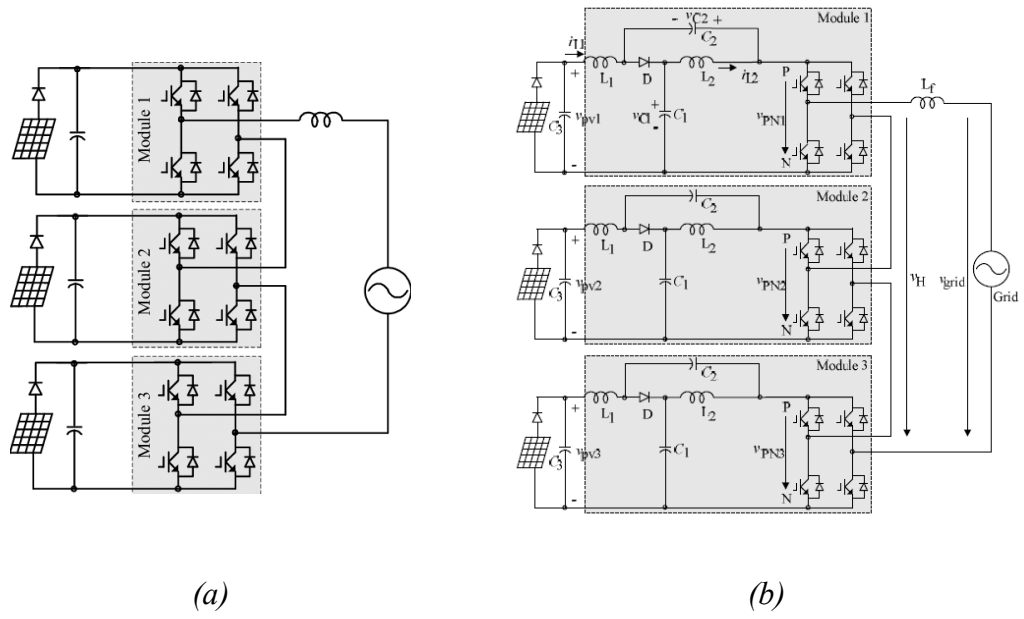 Module 1
Module 2
Module 3
(a)
Module 1
- vC2 +
C2
iL1
L1
D
L2
iL2
P
Lf
+
C3
vpv1
+
vC1
-
C1
vPN1
-
N
Module 2
C2
L1
D
L2
P
+
C3
vpv2
C1
vPN2
vH
vgrid
Grid
-
N
Module 3
C2
L1
D
L2
P
+
C3
vpv3
C1
vPN3
-
N
(b)